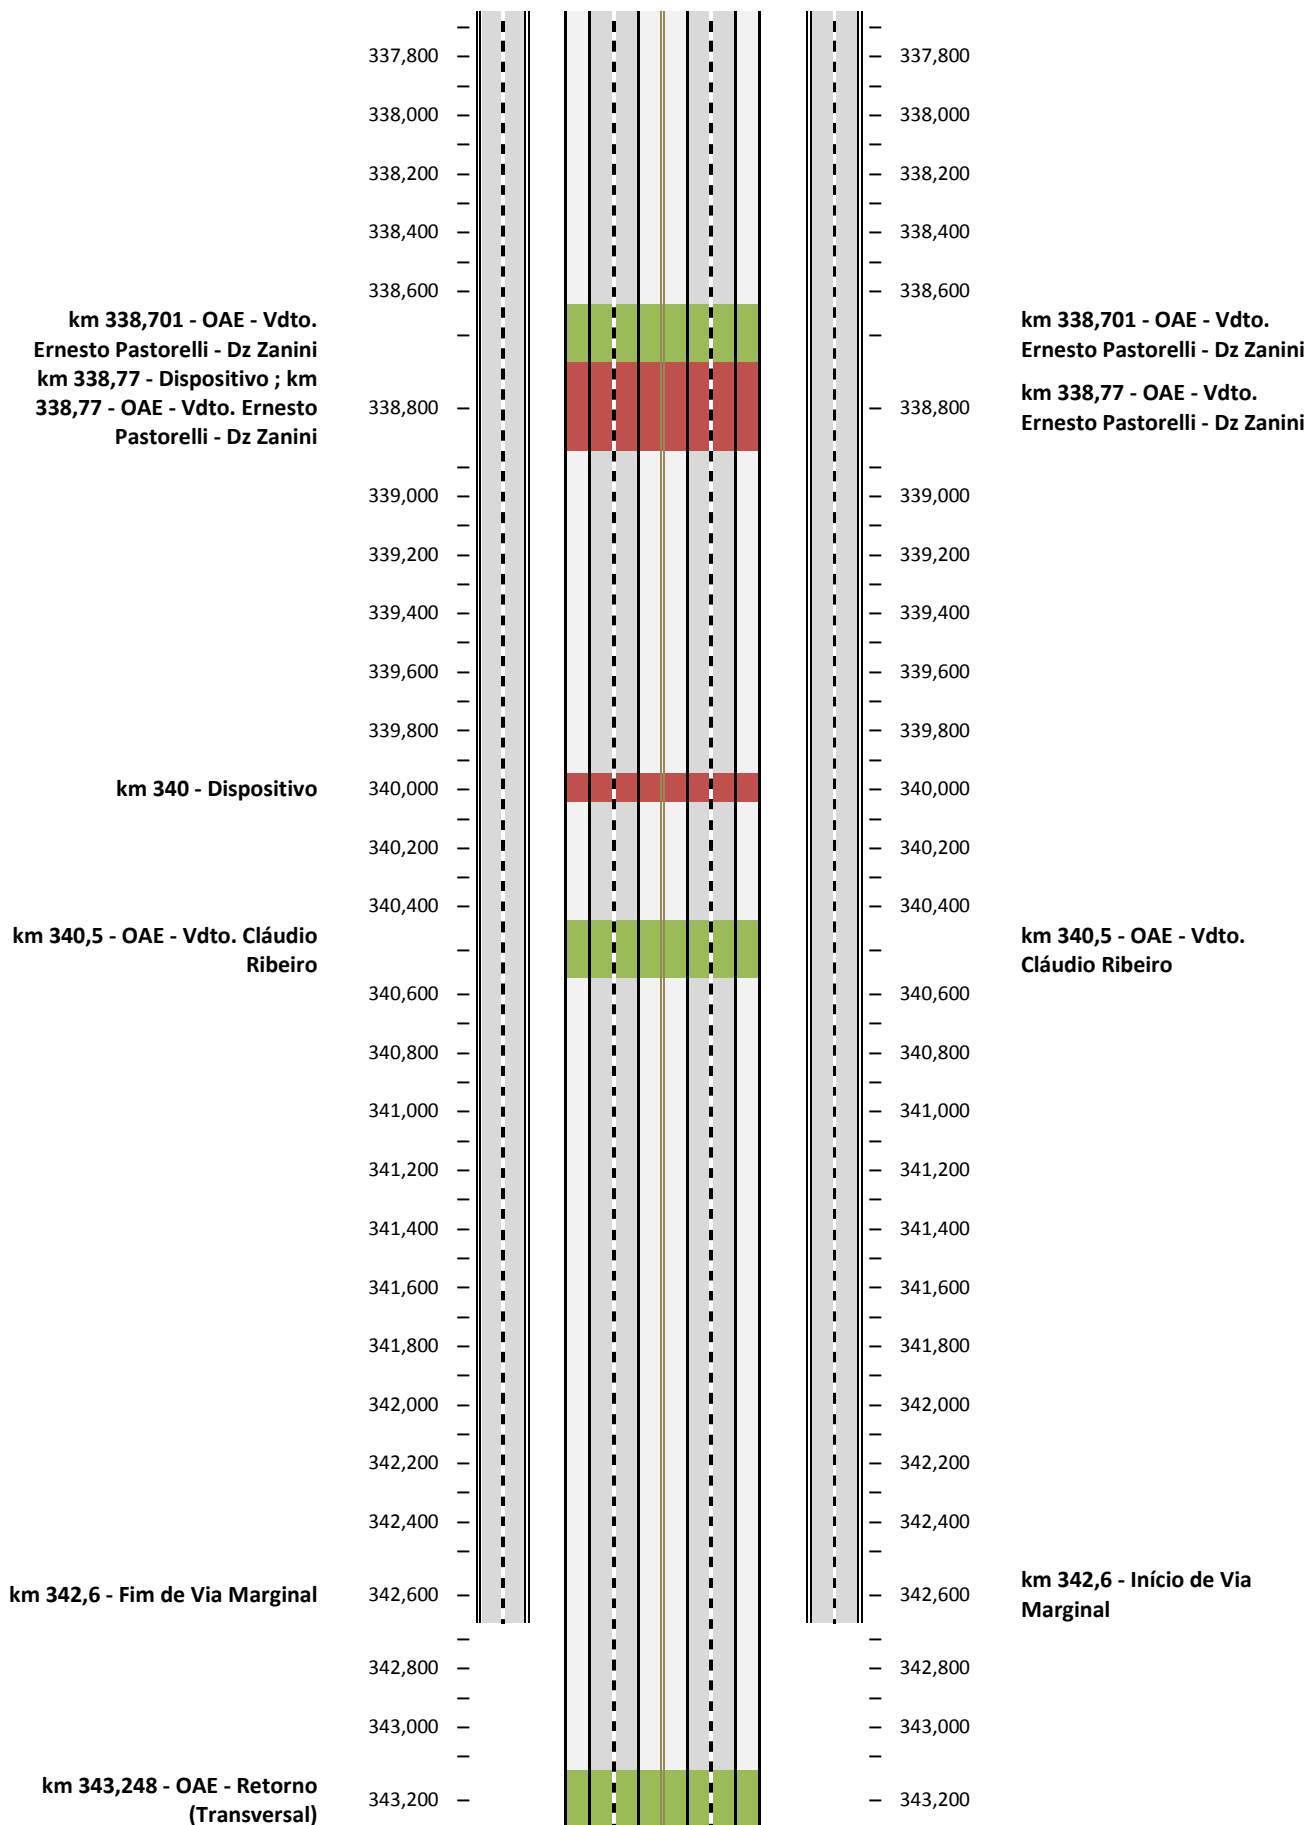 337,800 337,800
338,000 338,000
338,200 338,200
338,400 338,400
338,600 338,600
km 338,701 - OAE - Vdto. km 338,701 - OAE - Vdto.
Ernesto Pastorelli - Dz Zanini Ernesto Pastorelli - Dz Zanini
km 338,77 - Dispositivo ; km km 338,77 - OAE - Vdto.
338,77 - OAE - Vdto. Ernesto 338,800 338,800 Ernesto Pastorelli - Dz Zanini
Pastorelli - Dz Zanini
339,000 339,000
339,200 339,200
339,400 339,400
339,600 339,600
339,800 339,800
km 340 - Dispositivo 340,000 340,000
340,200 340,200
340,400 340,400
km 340,5 - OAE - Vdto. Cláudio km 340,5 - OAE - Vdto.
Ribeiro Cláudio Ribeiro
340,600 340,600
340,800 340,800
341,000 341,000
341,200 341,200
341,400 341,400
341,600 341,600
341,800 341,800
342,000 342,000
342,200 342,200
342,400 342,400
km 342,6 - Fim de Via Marginal 342,600 342,600 km 342,6 - Início de Via
Marginal
342,800 342,800
343,000 343,000
km 343,248 - OAE - Retorno
(Transversal) 343,200 343,200